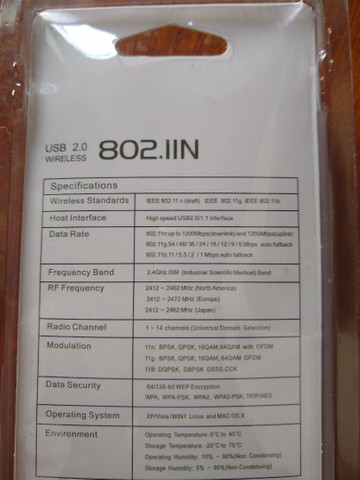 USB 2.0
WIRELESS 802.11N
Specifications
Wireless Standards IEEE 802.11 n (draft) IEEE 802.11g IEEE 802.11b
Host Interface High speed USB2.0/1.1 interface
Data Rate 802.11n:up to 1200Mbps(downlink) and 1200Mbps(uplink)
802.11g:54 / 48 / 36 / 24 / 18 / 12 / 9 / 6 Mbps auto fallback
802.11b:11 / 5.5 / 2 / 1 Mbps auto fallback
Frequency Band 2.4GHz ISM (Industrial Scientific Medical) Band
RF Frequency 2412 ~ 2462 MHz (North America)
2412 ~ 2472 MHz (Europe)
2412 ~ 2462 MHz (Japan)
Radio Channel 1 ~ 14 channels (Universal Domain Selection)
Modulation 11n: BPSK, QPSK, 16QAM,64QAM with OFDM
11g: BPSK, QPSK, 16QAM, 64QAM OFDM
11B: DQPSK, DBPSK DSSS,CCK
Data Security 64/128-bit WEP Encryption
WPA, WPA-PSK, WPA2, WPA2-PSK, TKIP/AES
Operating System XP/Vista/WIN7 Linux and MAC OS X
Environment Operating Temperature: 0°C to 40°C
Storage Temperature: -20°C to 75°C
Operating Humidity: 10% ~ 90%(Non Condensing)
Storage Humidity: 5% ~ 90%(Non Condensing)